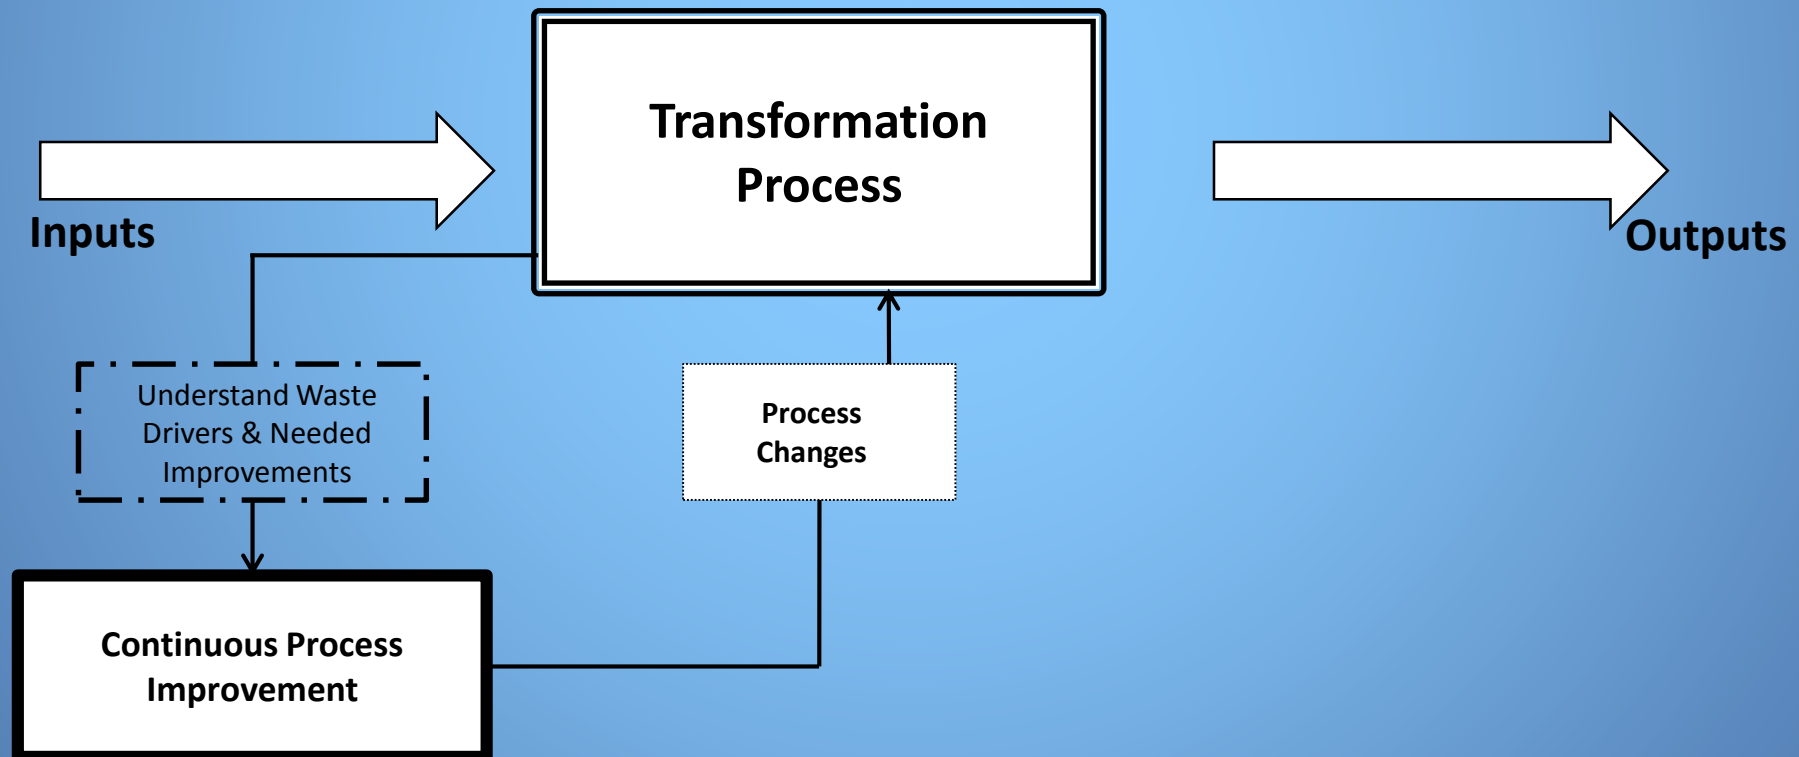 Transformation
Process
Inputs
Outputs
Understand Waste
Drivers & Needed
Improvements
Process
Changes
Continuous Process
Improvement